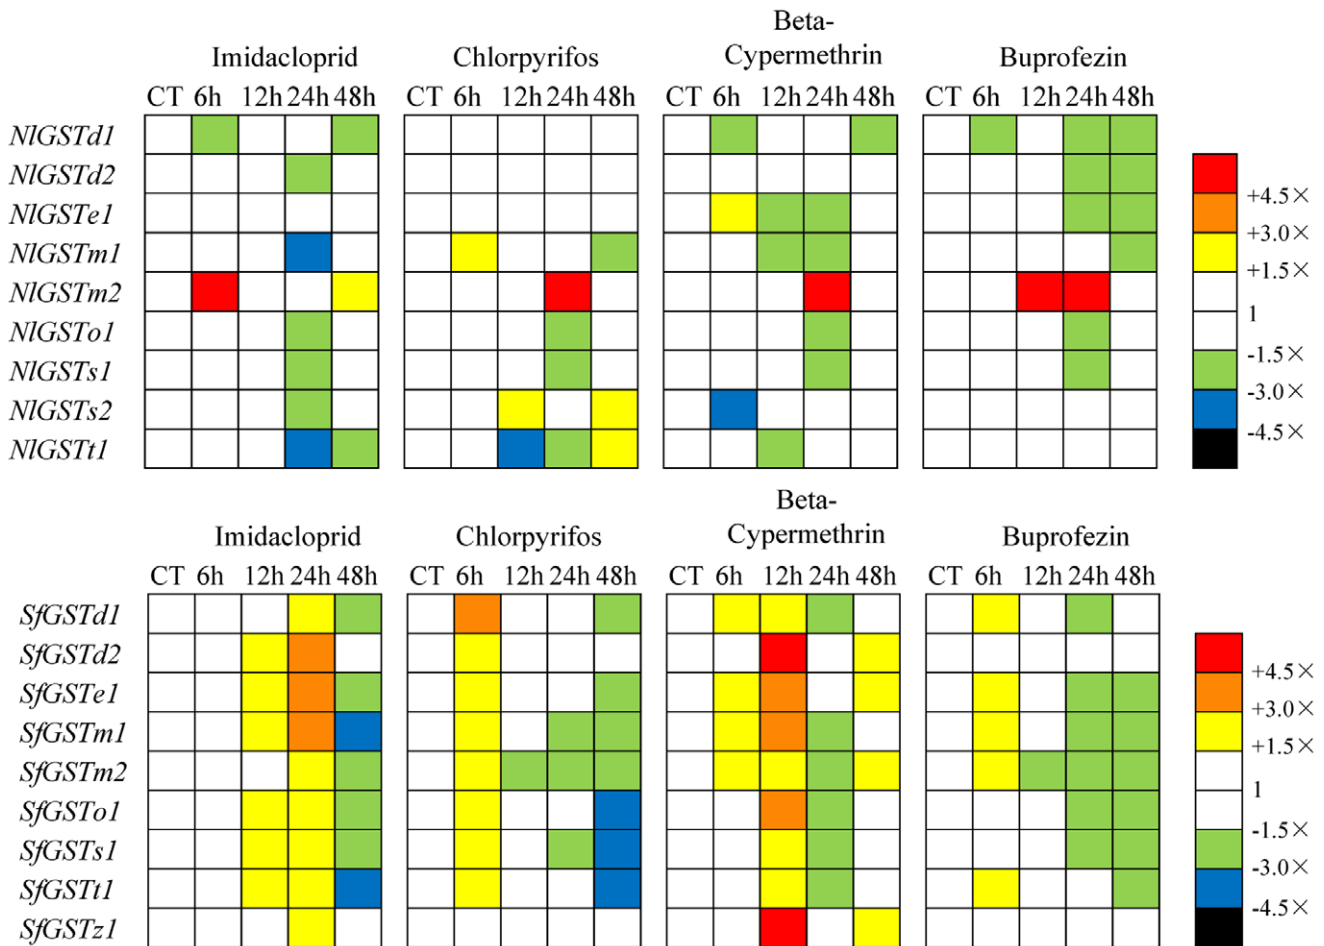 Beta-
Imidacloprid Chlorpyrifos Cypermethrin Buprofezin
CT 6h 12h 24h 48h CT 6h 12h 24h 48h CT 6h 12h 24h 48h CT 6h 12h 24h 48h
NlGSTd1
NlGSTd2
NlGSTe1
NlGSTm1
NlGSTm2
NlGSTo1
NlGSTs1
NlGSTs2
NlGSTt1
+4.5×
+3.0×
+1.5×
1
-1.5×
-3.0×
-4.5×
Beta-
Imidacloprid Chlorpyrifos Cypermethrin Buprofezin
CT 6h 12h 24h 48h CT 6h 12h 24h 48h CT 6h 12h 24h 48h CT 6h 12h 24h 48h
SfGSTd1
SfGSTd2
SfGSTe1
SfGSTm1
SfGSTm2
SfGSTo1
SfGSTs1
SfGSTt1
SfGSTz1
+4.5×
+3.0×
+1.5×
1
-1.5×
-3.0×
-4.5×